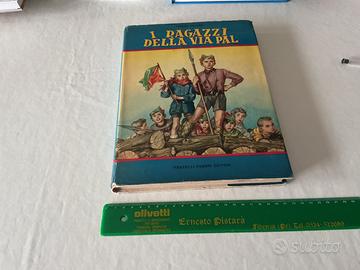 I RAGAZZI
DELLA VIA PAL
FRATELLI FABBRI EDITORI
olivetti
Ernesto Pistarà
subito